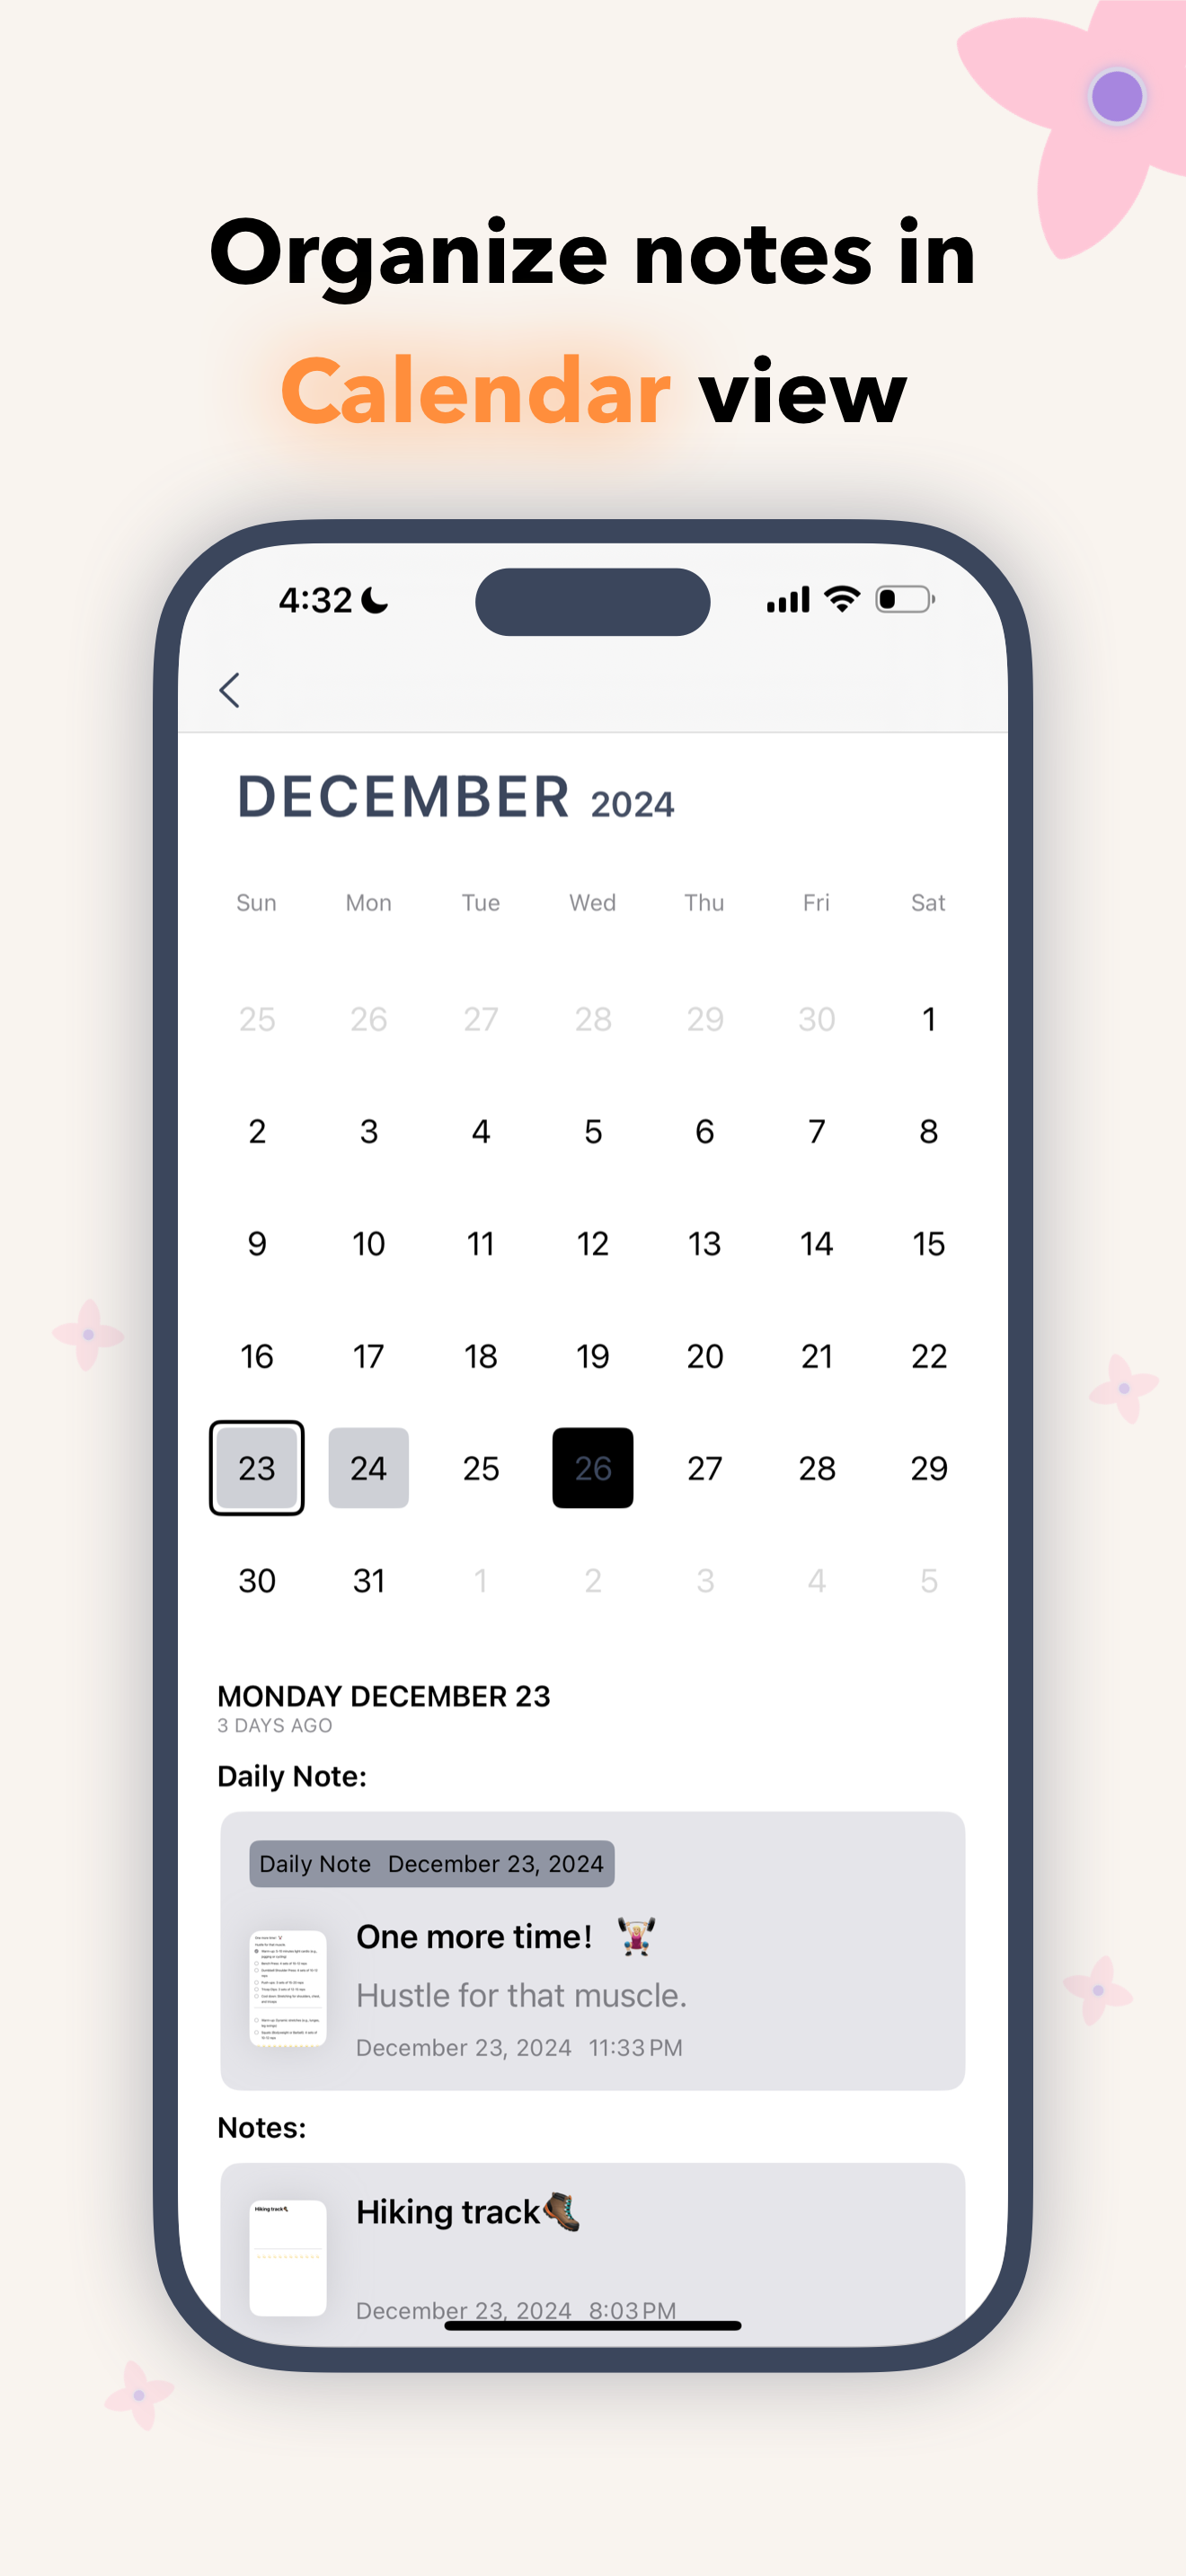 Organize notes in
Calendar view
4:32
DECEMBER 2024
Sun Mon Tue Wed Thu Fri Sat
25 26 27 28 29 30 1
2 3 4 5 6 7 8
9 10 11 12 13 14 15
16 17 18 19 20 21 22
23 24 25 26 27 28 29
30 31 1 2 3 4 5
MONDAY DECEMBER 23
3 DAYS AGO
Daily Note:
Daily Note December 23, 2024
One more time!
Hustle for that muscle.
December 23, 2024 11:33 PM
Notes:
Hiking track
Hiking track
December 23, 2024 8:03 PM